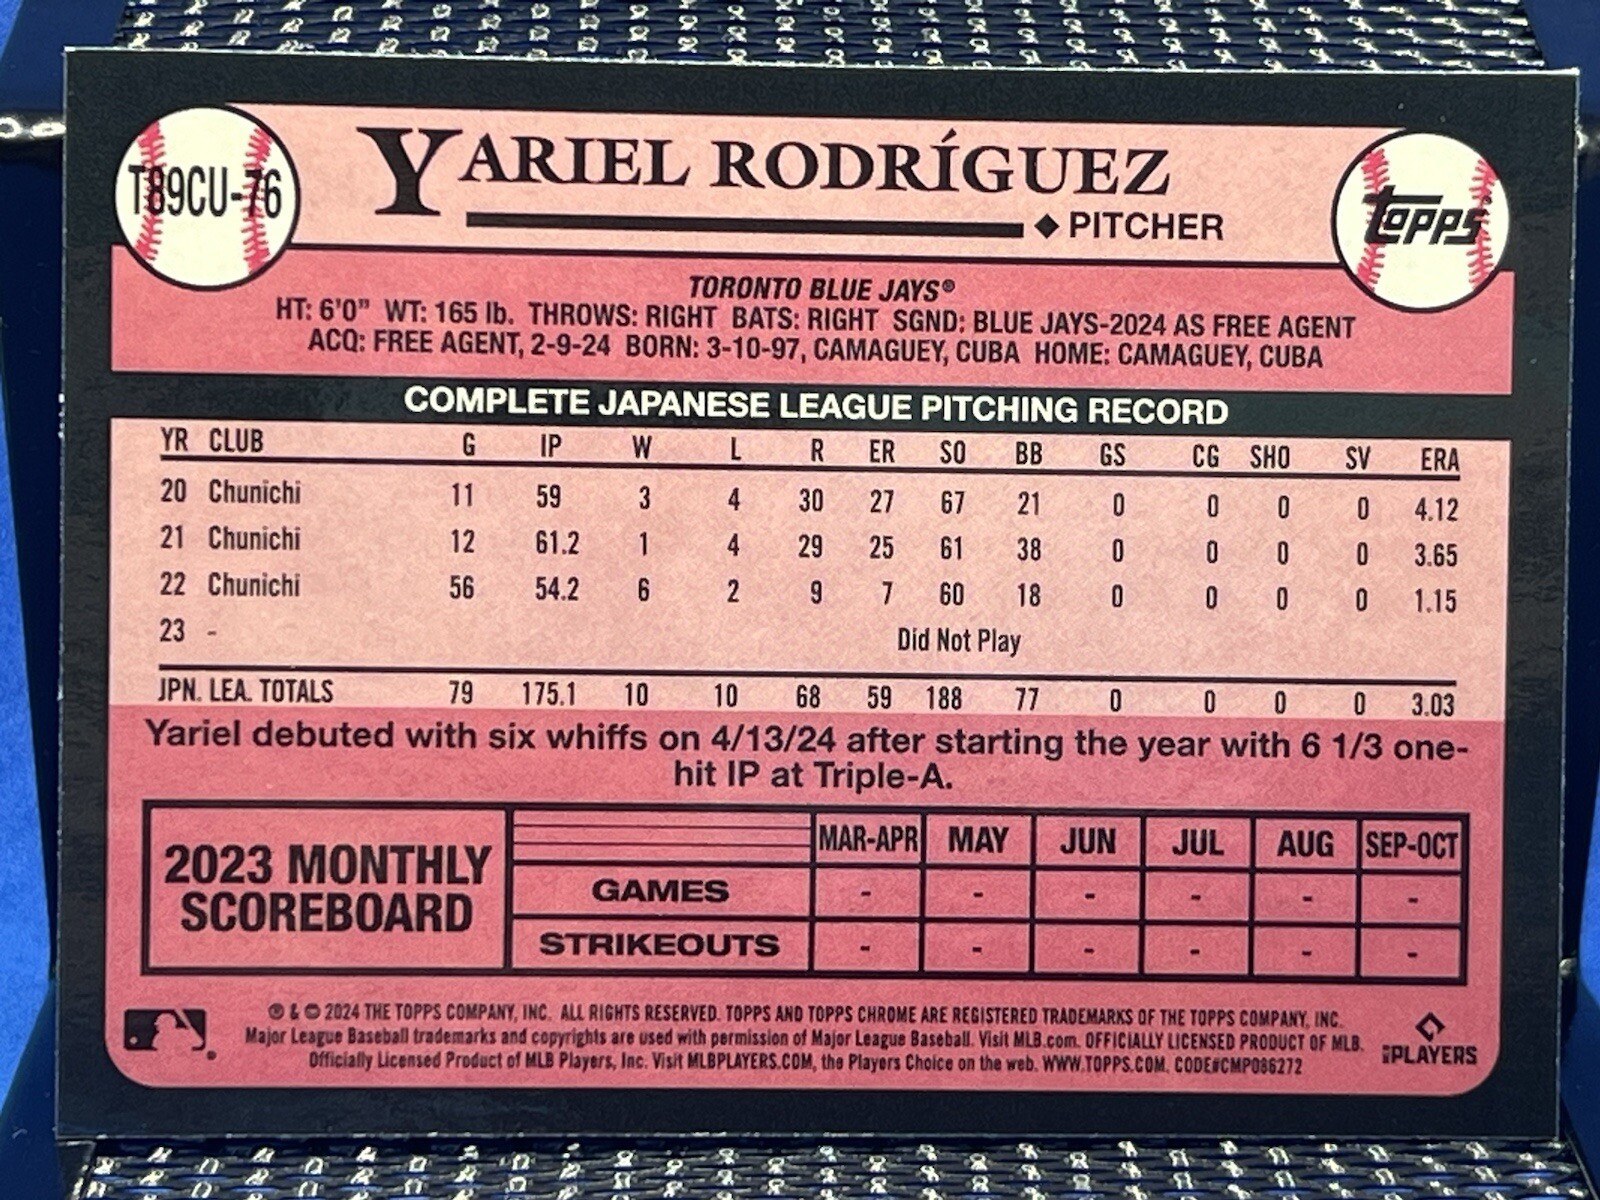 T89CU-76
YARIEL RODRÍGUEZ
topps®
◆ PITCHER
TORONTO BLUE JAYS®
HT: 6'0" WT: 165 lb. THROWS: RIGHT BATS: RIGHT SGND: BLUE JAYS-2024 AS FREE AGENT
ACQ: FREE AGENT, 2-9-24 BORN: 3-10-97, CAMAGUEY, CUBA HOME: CAMAGUEY, CUBA
COMPLETE JAPANESE LEAGUE PITCHING RECORD
YR CLUB G IP W L R ER SO BB GS CG SHO SV ERA
20 Chunichi 11 59 3 4 30 27 67 21 0 0 0 0 4.12
21 Chunichi 12 61.2 1 4 29 25 61 38 0 0 0 0 3.65
22 Chunichi 56 54.2 6 2 9 7 60 18 0 0 0 0 1.15
23 - Did Not Play
JPN. LEA. TOTALS 79 175.1 10 10 68 59 188 77 0 0 0 0 3.03
Yariel debuted with six whiffs on 4/13/24 after starting the year with 6 1/3 one-
hit IP at Triple-A.
2023 MONTHLY
SCOREBOARD
MAR-APR MAY JUN JUL AUG SEP-OCT
GAMES - - - - - -
STRIKEOUTS - - - - - -
® & © 2024 THE TOPPS COMPANY, INC. ALL RIGHTS RESERVED. TOPPS AND TOPPS CHROME ARE REGISTERED TRADEMARKS OF THE TOPPS COMPANY, INC.
Major League Baseball trademarks and copyrights are used with permission of Major League Baseball. Visit MLB.com. OFFICIALLY LICENSED PRODUCT OF MLB.
Officially Licensed Product of MLB Players, Inc. Visit MLBPLAYERS.COM, the Players Choice on the web. WWW.TOPPS.COM. CODE#CMP086272
MLBPLAYERS